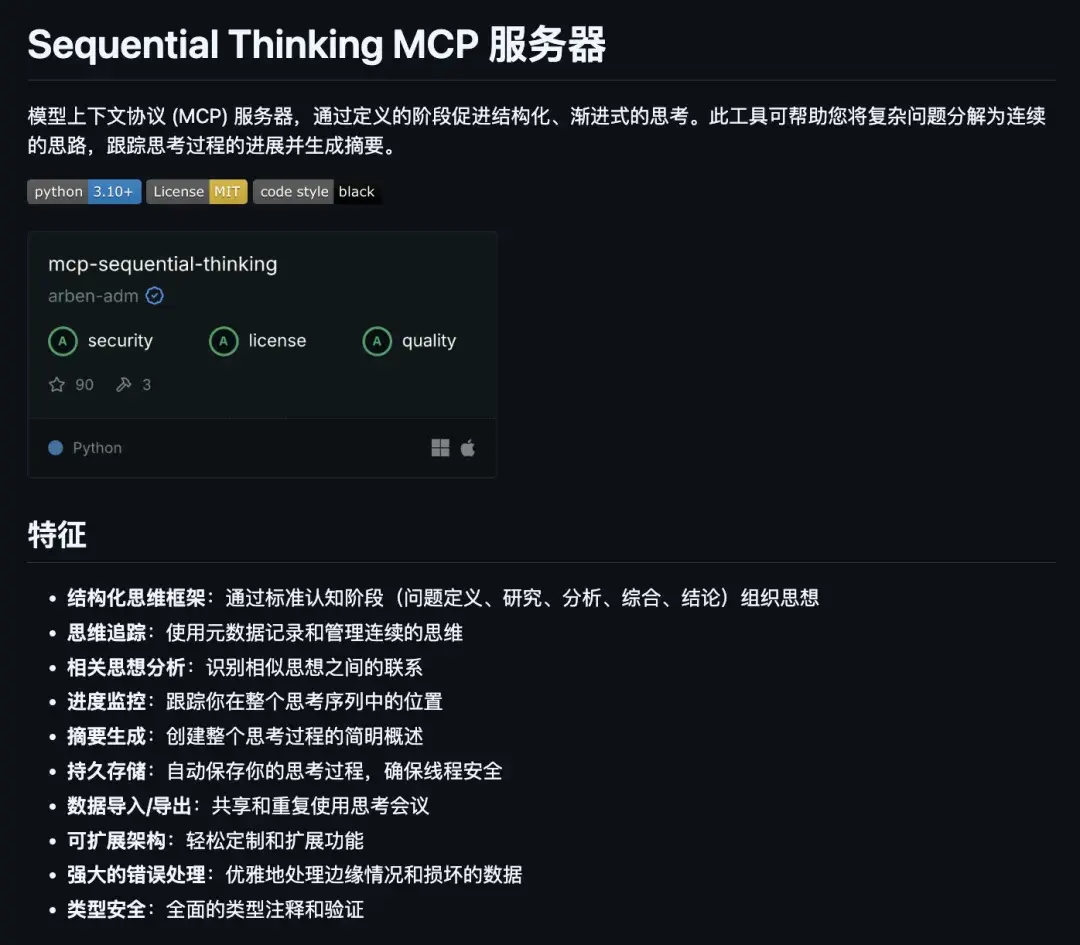 Sequential Thinking MCP 服务器
模型上下文协议 (MCP) 服务器，通过定义的阶段促进结构化、渐进式的思考。此工具可帮助您将复杂问题分解为连续
的思路，跟踪思考过程的进展并生成摘要。
python 3.10+ License MIT code style black
mcp-sequential-thinking
arben-adm
A security A license A quality
90 3
Python
特征
• 结构化思维框架：通过标准认知阶段（问题定义、研究、分析、综合、结论）组织思想
• 思维追踪：使用元数据记录和管理连续的思维
• 相关思想分析：识别相似思想之间的联系
• 进度监控：跟踪你在整个思考序列中的位置
• 摘要生成：创建整个思考过程的简明概述
• 持久存储：自动保存你的思考过程，确保线程安全
• 数据导入/导出：共享和重复使用思考会议
• 可扩展架构：轻松定制和扩展功能
• 强大的错误处理：优雅地处理边缘情况和损坏的数据
• 类型安全：全面的类型注释和验证